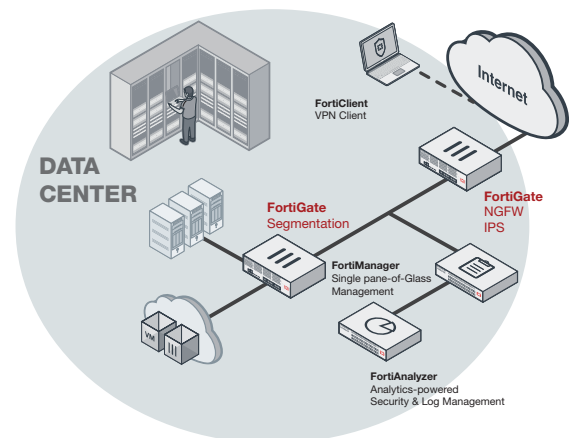 Internet
FortiClient
VPN Client
DATA
CENTER
FortiGate
NGFW
IPS
FortiGate
Segmentation
FortiManager
Single pane-of-Glass
Management
VM
FortiAnalyzer
Analytics-powered
Security & Log Management